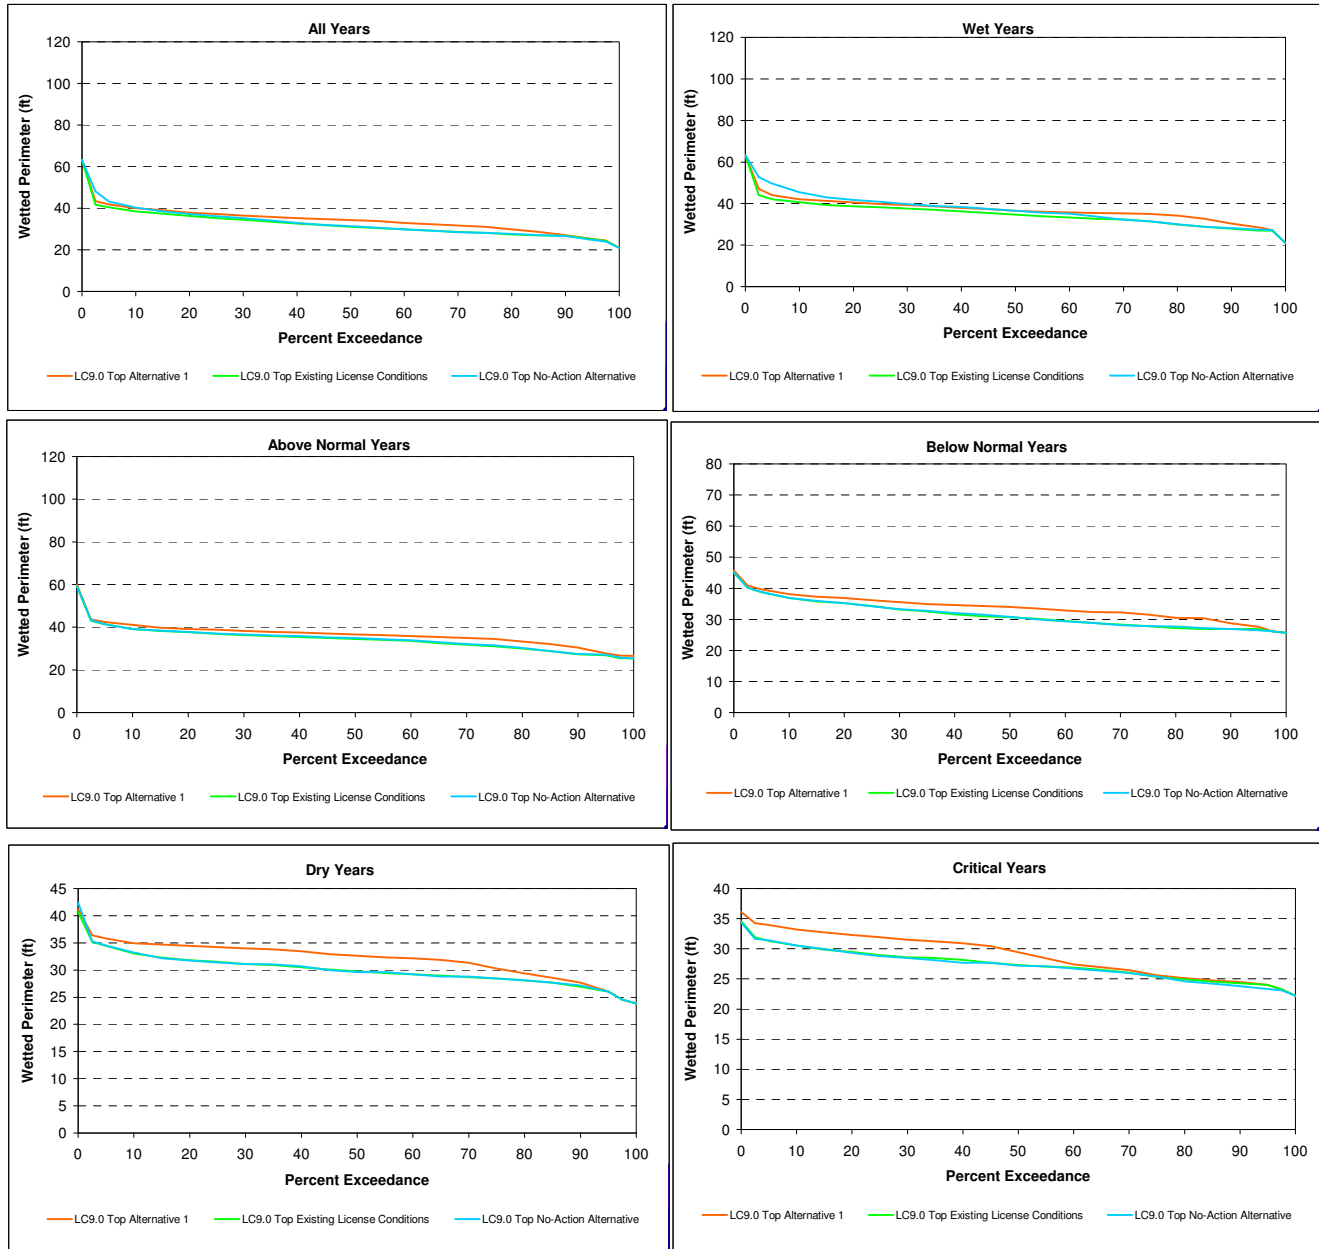 All Years
Wetted Perimeter (ft)
120
100
80
60
40
20
0
0 10 20 30 40 50 60 70 80 90 100
Percent Exceedance
LC9.0 Top Alternative 1 LC9.0 Top Existing License Conditions LC9.0 Top No-Action Alternative
Wet Years
Wetted Perimeter (ft)
120
100
80
60
40
20
0
0 10 20 30 40 50 60 70 80 90 100
Percent Exceedance
LC9.0 Top Alternative 1 LC9.0 Top Existing License Conditions LC9.0 Top No-Action Alternative
Above Normal Years
Wetted Perimeter (ft)
120
100
80
60
40
20
0
0 10 20 30 40 50 60 70 80 90 100
Percent Exceedance
LC9.0 Top Alternative 1 LC9.0 Top Existing License Conditions LC9.0 Top No-Action Alternative
Below Normal Years
Wetted Perimeter (ft)
80
70
60
50
40
30
20
10
0
0 10 20 30 40 50 60 70 80 90 100
Percent Exceedance
LC9.0 Top Alternative 1 LC9.0 Top Existing License Conditions LC9.0 Top No-Action Alternative
Dry Years
Wetted Perimeter (ft)
45
40
35
30
25
20
15
10
5
0
0 10 20 30 40 50 60 70 80 90 100
Percent Exceedance
LC9.0 Top Alternative 1 LC9.0 Top Existing License Conditions LC9.0 Top No-Action Alternative
Critical Years
Wetted Perimeter (ft)
40
35
30
25
20
15
10
5
0
0 10 20 30 40 50 60 70 80 90 100
Percent Exceedance
LC9.0 Top Alternative 1 LC9.0 Top Existing License Conditions LC9.0 Top No-Action Alternative